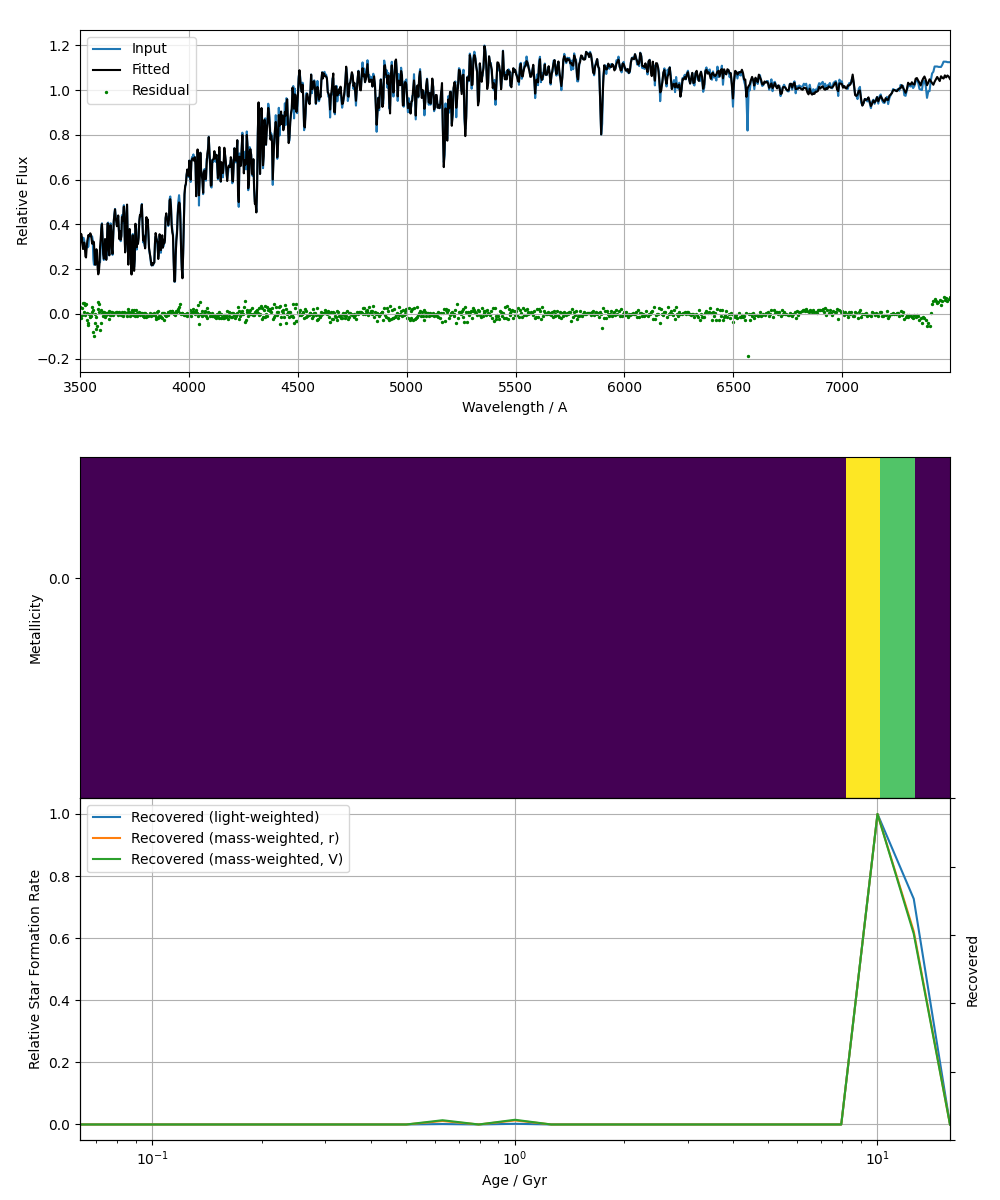 Input
Fitted
Residual
1.2
1.0
0.8
0.6
0.4
0.2
0.0
−0.2
Relative Flux
3500 4000 4500 5000 5500 6000 6500 7000
Wavelength / A
0.0
Metallicity
Recovered (light-weighted)
Recovered (mass-weighted, r)
Recovered (mass-weighted, V)
1.0
0.8
0.6
0.4
0.2
0.0
Relative Star Formation Rate
Recovered
10⁻¹ 10⁰ 10¹
Age / Gyr